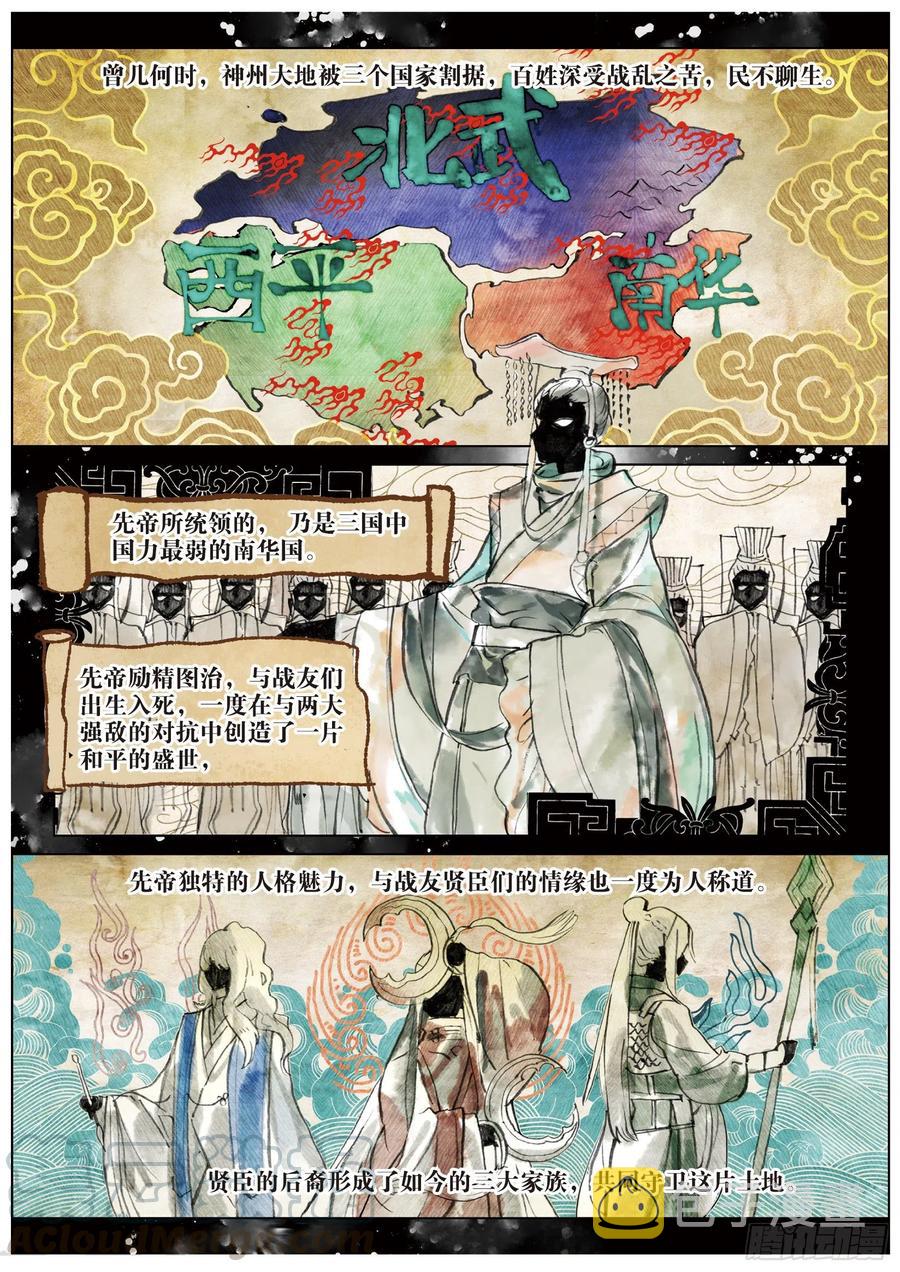 曾几何时，神州大地被三个国家割据，百姓深受战乱之苦，民不聊生。
北武
西平
南华
先帝所统领的， 乃是三国中
国力最弱的南华国。
先帝励精图治，与战友们
出生入死，一度在与两大
强敌的对抗中创造了一片
和平的盛世，
先帝独特的人格魅力，与战友贤臣们的情缘也一度为人称道。
贤臣的后裔形成了如今的三大家族，共同守卫这片土地。
腾讯动漫